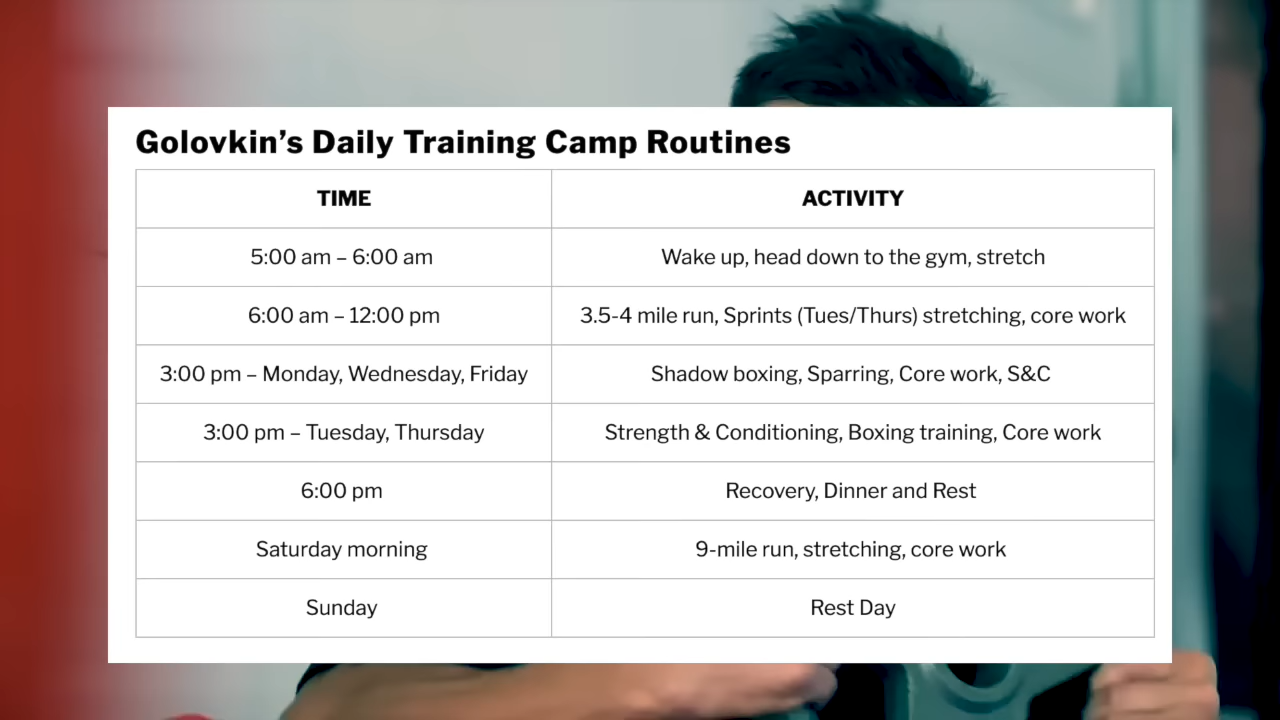 Golovkin’s Daily Training Camp Routines
TIME ACTIVITY
5:00 am – 6:00 am Wake up, head down to the gym, stretch
6:00 am – 12:00 pm 3.5-4 mile run, Sprints (Tues/Thurs) stretching, core work
3:00 pm – Monday, Wednesday, Friday Shadow boxing, Sparring, Core work, S&C
3:00 pm – Tuesday, Thursday Strength & Conditioning, Boxing training, Core work
6:00 pm Recovery, Dinner and Rest
Saturday morning 9-mile run, stretching, core work
Sunday Rest Day